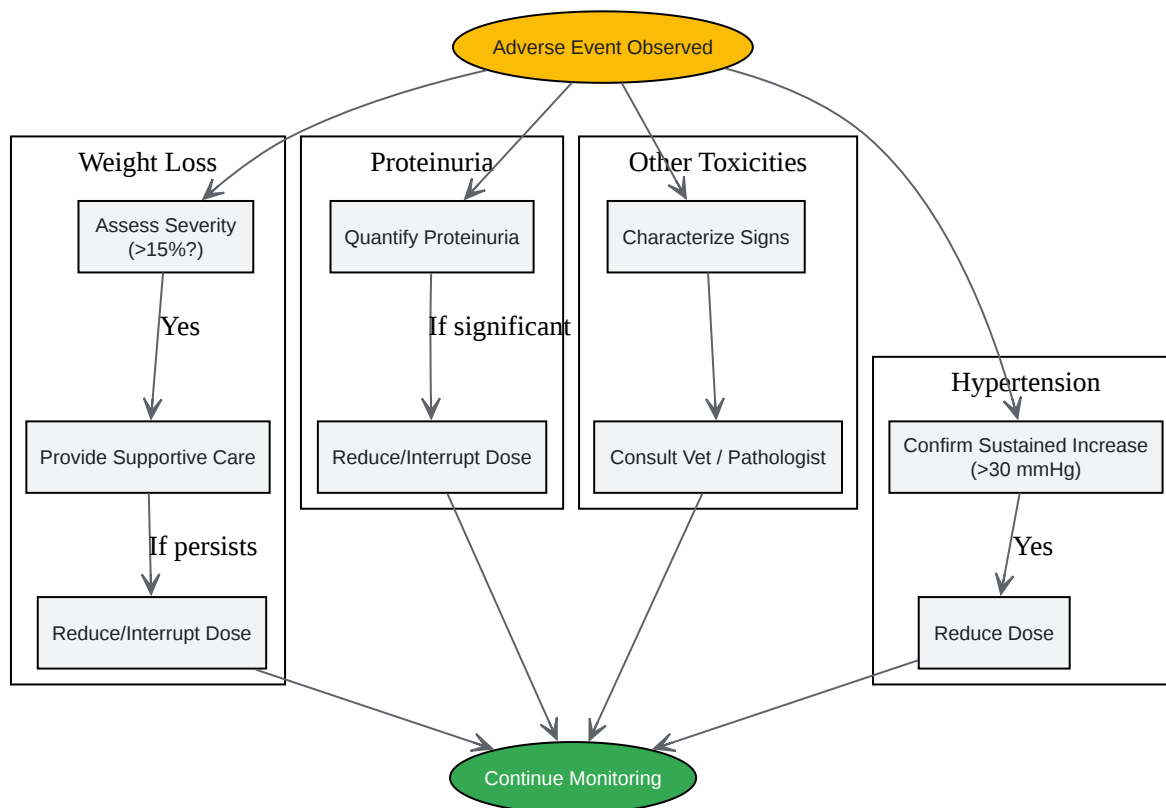 Adverse Event Observed
Weight Loss
Assess Severity
(>15%?)
Yes
Provide Supportive Care
If persists
Reduce/Interrupt Dose
Proteinuria
Quantify Proteinuria
If significant
Reduce/Interrupt Dose
Other Toxicities
Characterize Signs
Consult Vet / Pathologist
Hypertension
Confirm Sustained Increase
(>30 mmHg)
Yes
Reduce Dose
Continue Monitoring